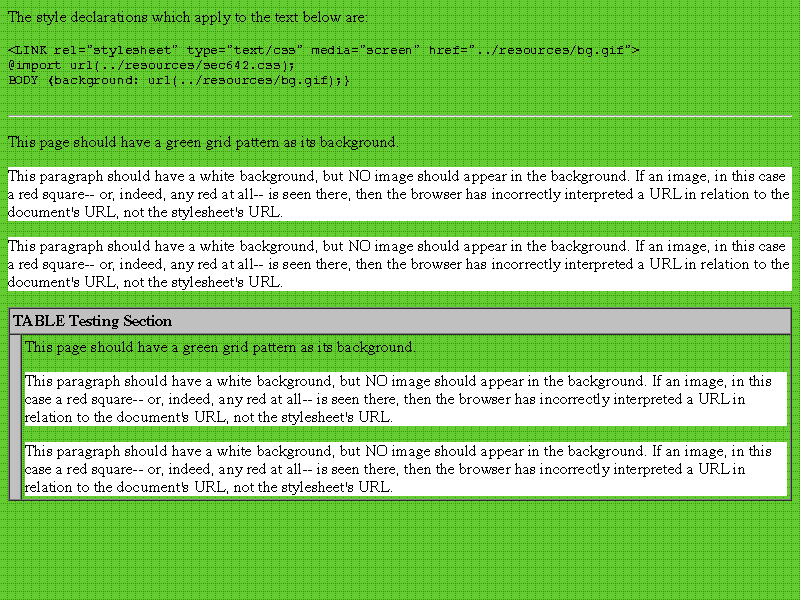 The style declarations which apply to the text below are:
<LINK rel="stylesheet" type="text/css" media="screen" href="../resources/bg.gif">
@import url(../resources/sec642.css);
BODY {background: url(../resources/bg.gif);}
This page should have a green grid pattern as its background.
This paragraph should have a white background, but NO image should appear in the background. If an image, in this case
a red square-- or, indeed, any red at all-- is seen there, then the browser has incorrectly interpreted a URL in relation to the
document's URL, not the stylesheet's URL.
This paragraph should have a white background, but NO image should appear in the background. If an image, in this case
a red square-- or, indeed, any red at all-- is seen there, then the browser has incorrectly interpreted a URL in relation to the
document's URL, not the stylesheet's URL.
TABLE Testing Section
This page should have a green grid pattern as its background.
This paragraph should have a white background, but NO image should appear in the background. If an image, in this
case a red square-- or, indeed, any red at all-- is seen there, then the browser has incorrectly interpreted a URL in
relation to the document's URL, not the stylesheet's URL.
This paragraph should have a white background, but NO image should appear in the background. If an image, in this
case a red square-- or, indeed, any red at all-- is seen there, then the browser has incorrectly interpreted a URL in
relation to the document's URL, not the stylesheet's URL.